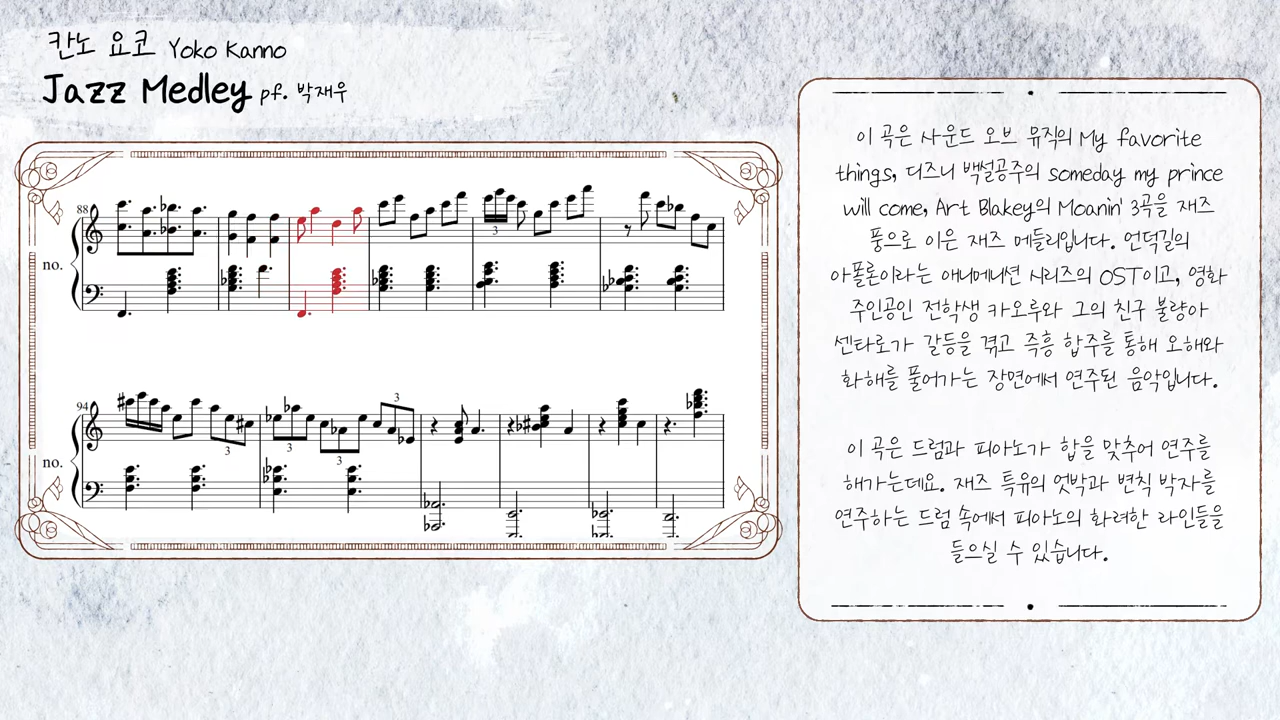 칸노 요코 Yoko Kanno
Jazz Medley pf. 박재우
88
no.
3
94
no.
3
3
3
3
이 곡은 사운드 오브 뮤직의 My favorite
things, 디즈니 백설공주의 someday my prince
will come, Art Blakey의 Moanin' 3곡을 재즈
풍으로 이은 재즈 메들리입니다. 언덕길의
아폴론이라는 애니메니션 시리즈의 OST이고, 영화
주인공인 전학생 카오루와 그의 친구 불량아
센타로가 갈등을 겪고 즉흥 합주를 통해 오해와
화해를 풀어가는 장면에서 연주된 음악입니다.
이 곡은 드럼과 피아노가 합을 맞추어 연주를
해가는데요. 재즈 특유의 엇박과 변칙 박자를
연주하는 드럼 속에서 피아노의 화려한 라인들을
들으실 수 있습니다.